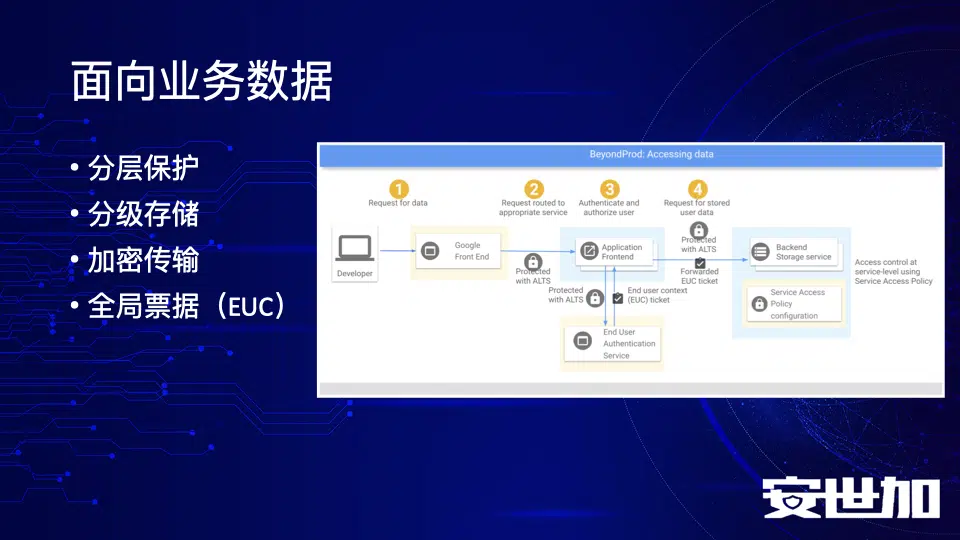 面向业务数据
• 分层保护
• 分级存储
• 加密传输
• 全局票据（EUC）
BeyondProd: Accessing data
1
Request for data
2
Request routed to
appropriate service
3
Authenticate and
authorize user
4
Request for stored
user data
Developer
Google
Front End
Protected
with ALTS
Application
Frontend
Protected
with ALTS
Forwarded
EUC ticket
Backend
Storage service
Service Access
Policy
configuration
Access control at
service-level using
Service Access Policy
Protected
with ALTS
End user context
(EUC) ticket
End User
Authentication
Service
安世加